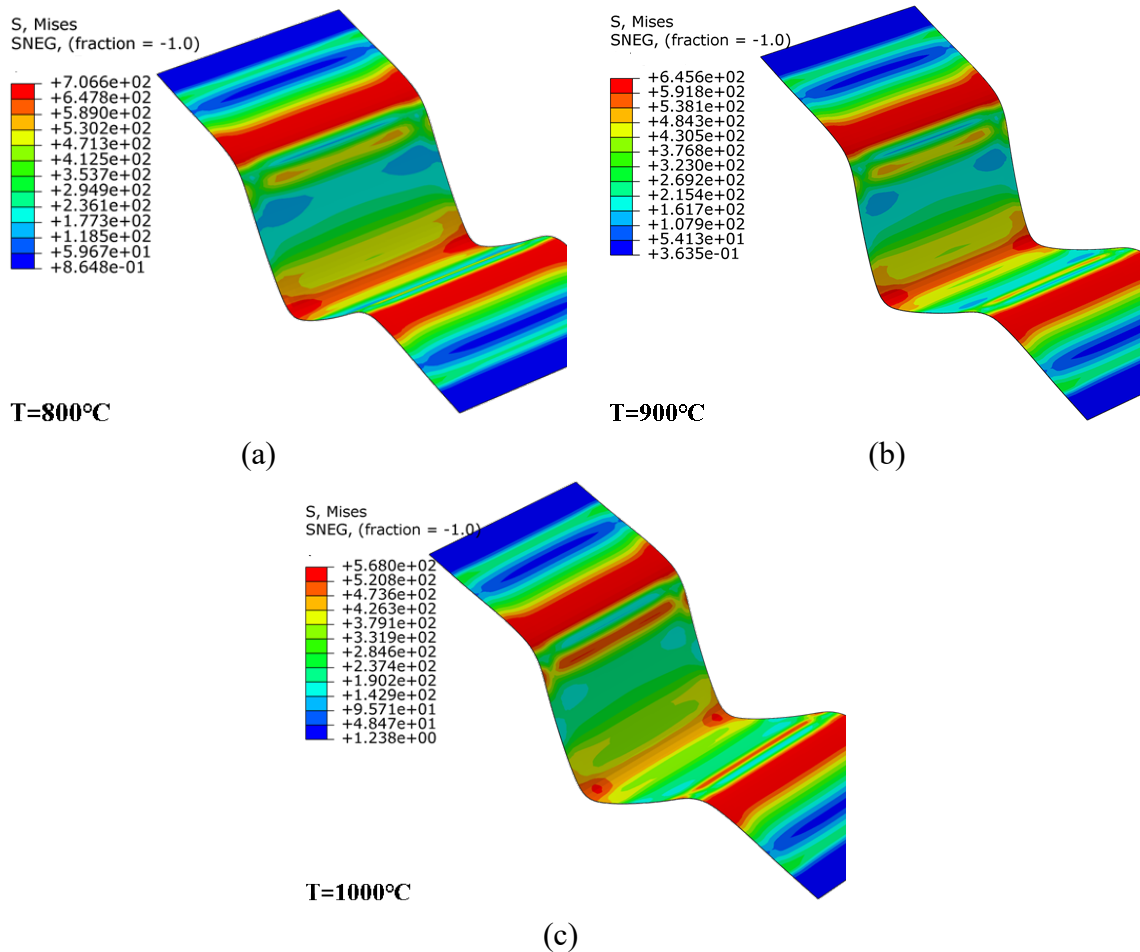 S, Mises
SNEG, (fraction = -1.0)
+7.066e+02
+6.478e+02
+5.890e+02
+5.302e+02
+4.713e+02
+4.125e+02
+3.537e+02
+2.949e+02
+2.361e+02
+1.773e+02
+1.185e+02
+5.967e+01
+8.648e-01
T=800°C
(a)
S, Mises
SNEG, (fraction = -1.0)
+6.456e+02
+5.918e+02
+5.381e+02
+4.843e+02
+4.305e+02
+3.768e+02
+3.230e+02
+2.692e+02
+2.154e+02
+1.617e+02
+1.079e+02
+5.413e+01
+3.635e-01
T=900°C
(b)
S, Mises
SNEG, (fraction = -1.0)
+5.680e+02
+5.208e+02
+4.736e+02
+4.263e+02
+3.791e+02
+3.319e+02
+2.846e+02
+2.374e+02
+1.902e+02
+1.429e+02
+9.571e+01
+4.847e+01
+1.238e+00
T=1000°C
(c)